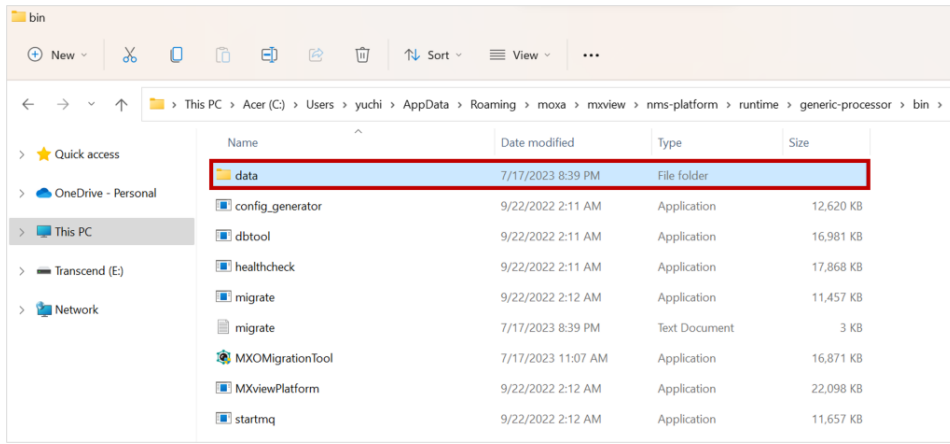 bin
New
Sort
View
This PC > Acer (C:) > Users > yuchi > AppData > Roaming > moxa > mxview > nms-platform > runtime > generic-processor > bin >
Name Date modified Type Size
Quick access
OneDrive - Personal
This PC
Transcend (E:)
Network
data 7/17/2023 8:39 PM File folder
config_generator 9/22/2022 2:11 AM Application 12,620 KB
dbtool 9/22/2022 2:11 AM Application 16,981 KB
healthcheck 9/22/2022 2:11 AM Application 17,868 KB
migrate 9/22/2022 2:12 AM Application 11,457 KB
migrate 7/17/2023 8:39 PM Text Document 3 KB
MXOMigrationTool 7/17/2023 11:07 AM Application 16,871 KB
MXviewPlatform 9/22/2022 2:12 AM Application 22,098 KB
startmq 9/22/2022 2:12 AM Application 11,657 KB